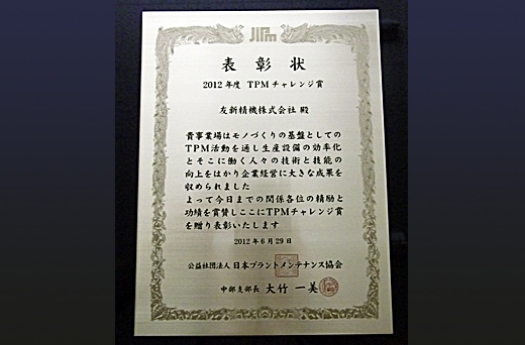 JIPM
表彰状
2012年度 TPMチャレンジ賞
友新精機株式会社 殿
貴事業場はモノづくりの基盤としての
TPM活動を通し生産設備の効率化
とそこに働く人々の技術と技能の
向上をはかり企業経営に大きな成果を
収められました
よって今日までの関係各位の精励と
功績を賞賛しここにTPMチャレンジ賞
を贈り表彰いたします
2012年6月29日
公益社団法人 日本プラントメンテナンス協会
中部支部長 大竹 一美